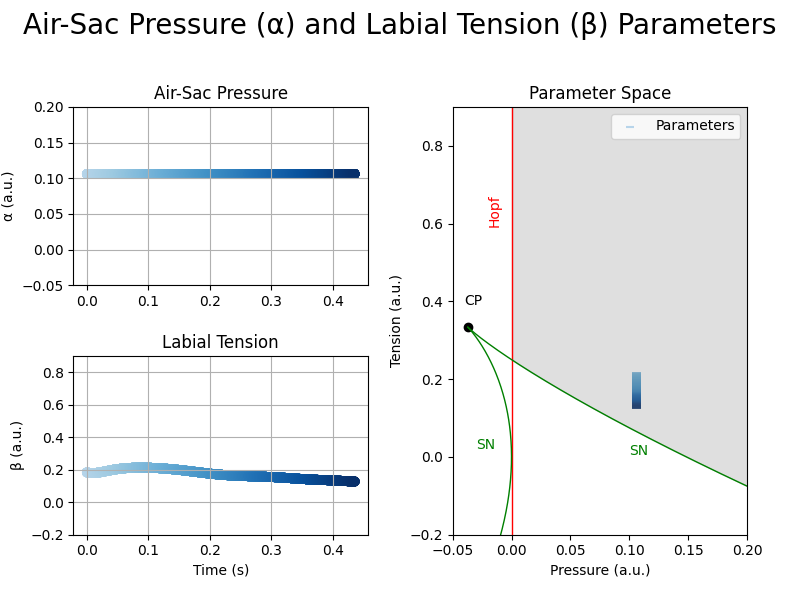 Air-Sac Pressure (α) and Labial Tension (β) Parameters
Air-Sac Pressure
α (a.u.)
0.20
0.15
0.10
0.05
0.00
−0.05
0.0 0.1 0.2 0.3 0.4
Labial Tension
β (a.u.)
0.8
0.6
0.4
0.2
0.0
−0.2
0.0 0.1 0.2 0.3 0.4
Time (s)
Parameter Space
Parameters
Tension (a.u.)
0.8
0.6
0.4
0.2
0.0
−0.2
Hopf
CP
SN
SN
−0.05 0.00 0.05 0.10 0.15 0.20
Pressure (a.u.)